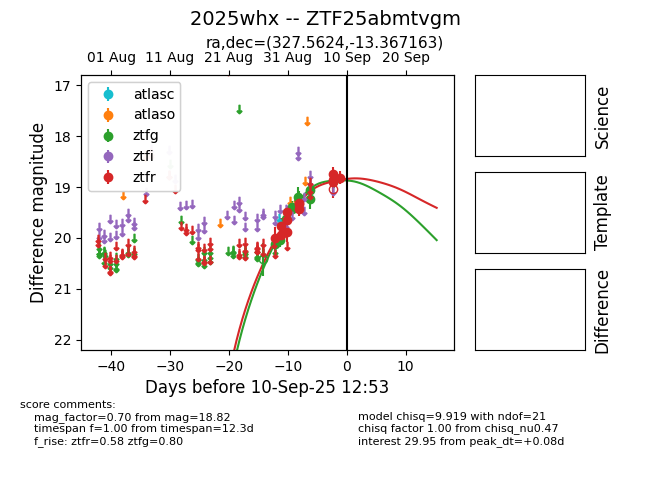 2025whx -- ZTF25abmtvgm
ra,dec=(327.5624,-13.367163)
01 Aug 11 Aug 21 Aug 31 Aug 10 Sep 20 Sep
17
18
19
20
21
22
Difference magnitude
atlasc
atlaso
ztfg
ztfi
ztfr
−40 −30 −20 −10 0 10
Days before 10-Sep-25 12:53
Science
Template
Difference
score comments:
mag_factor=0.70 from mag=18.82
timespan f=1.00 from timespan=12.3d
f_rise: ztfr=0.58 ztfg=0.80
model chisq=9.919 with ndof=21
chisq factor 1.00 from chisq_nu0.47
interest 29.95 from peak_dt=+0.08d